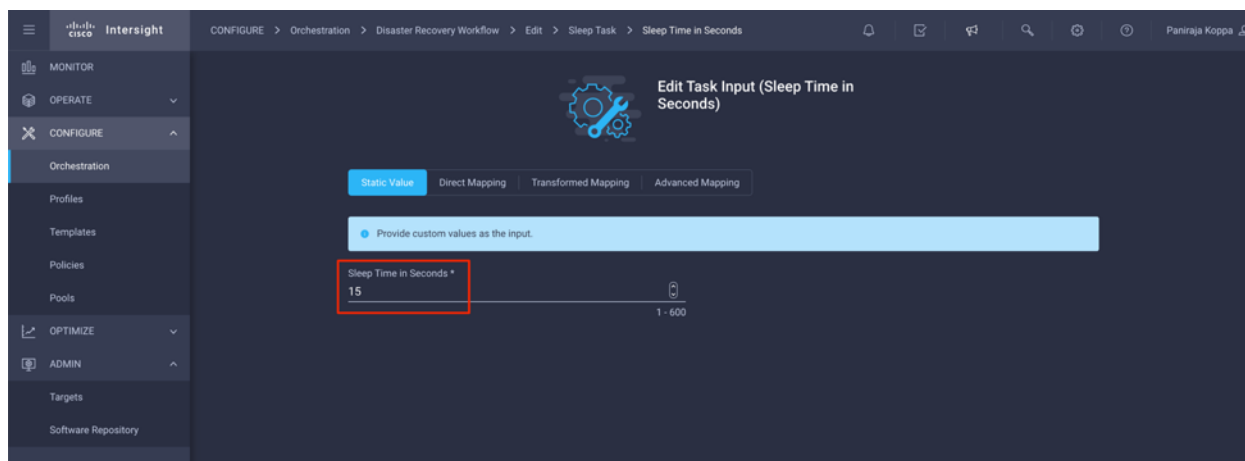 CISCO Intersight
CONFIGURE > Orchestration > Disaster Recovery Workflow > Edit > Sleep Task > Sleep Time in Seconds
Paniraja Koppa
MONITOR
OPERATE
CONFIGURE
Orchestration
Profiles
Templates
Policies
Pools
OPTIMIZE
ADMIN
Targets
Software Repository
Edit Task Input (Sleep Time in
Seconds)
Static Value Direct Mapping Transformed Mapping Advanced Mapping
Provide custom values as the input.
Sleep Time in Seconds *
15
1 - 600